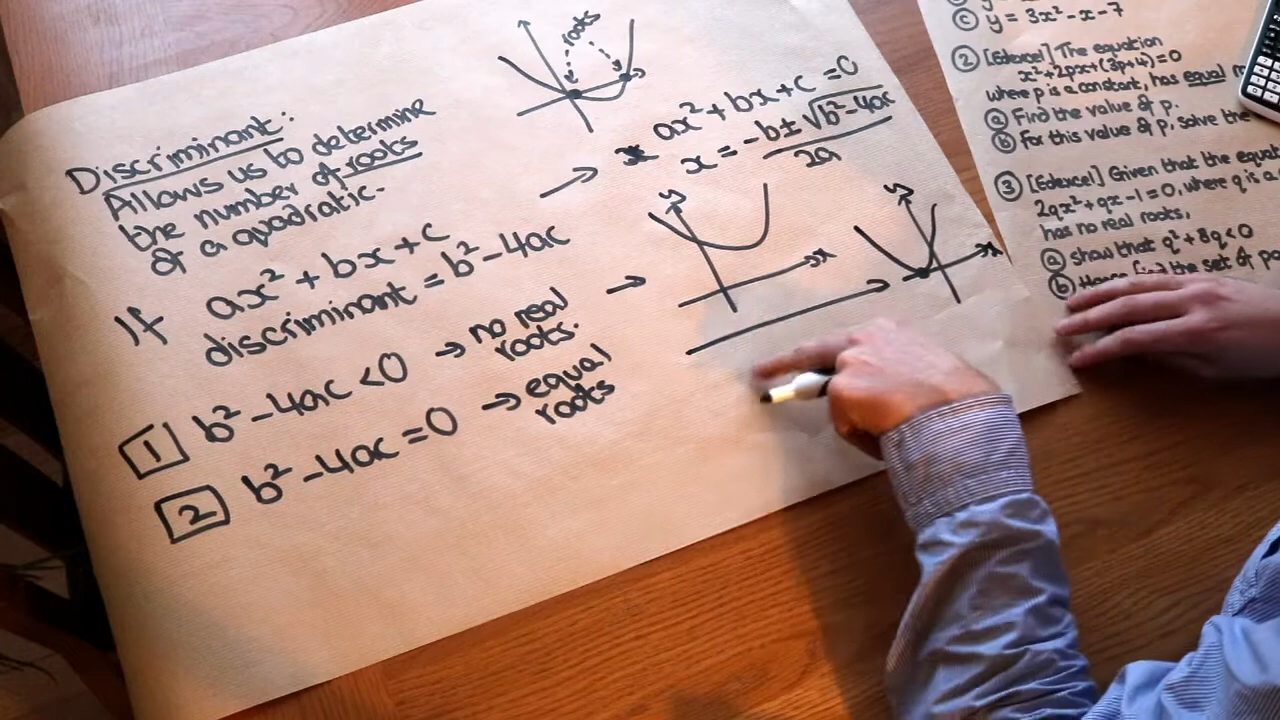 Discriminant:
Allows us to determine
the number of roots
of a quadratic.
If ax² + bx + c
discriminant = b² - 4ac
1 b² - 4ac < 0 → no real
roots.
2 b² - 4ac = 0 → equal
roots
roots
ax² + bx + c = 0
x = -b ± √b² - 4ac
2a
y
x
y
x
c y = 3x² - x - 7
2 [Edexcel] The equation
x² + 2px + (3p + 4) = 0
where p is a constant, has equal
a Find the value of p.
b For this value of p, solve the
3 [Edexcel] Given that the equat
2qx² + qx - 1 = 0, where q is a
has no real roots,
a show that q² + 8q < 0
b the set of po